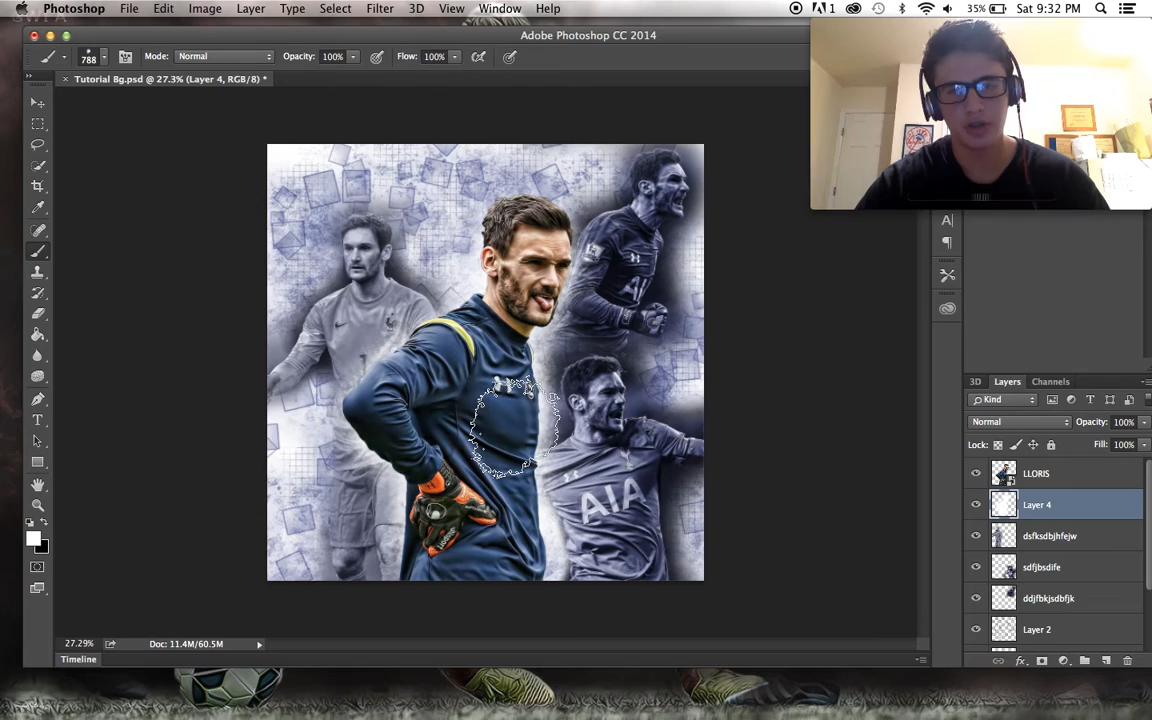 Photoshop File Edit Image Layer Type Select Filter 3D View Window Help 1 35% Sat 9:32 PM
Adobe Photoshop CC 2014
788 Mode: Normal Opacity: 100% Flow: 100%
× Tutorial Bg.psd @ 27.3% (Layer 4, RGB/8) *
AIA
AIA
A|
3D Layers Channels
Kind
Normal Opacity: 100%
Lock: Fill: 100%
LLORIS
Layer 4
dsfksdbjhfejw
sdfjbsdife
ddjfbkjsdbfjk
Layer 2
fx
27.29% Doc: 11.4M/60.5M
Timeline